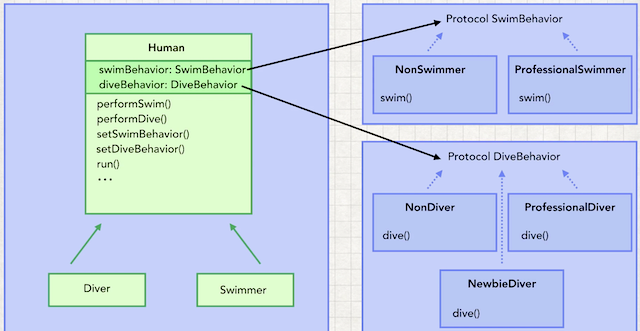 Human
swimBehavior: SwimBehavior
diveBehavior: DiveBehavior
performSwim()
performDive()
setSwimBehavior()
setDiveBehavior()
run()
...
Diver
Swimmer
Protocol SwimBehavior
NonSwimmer
swim()
ProfessionalSwimmer
swim()
Protocol DiveBehavior
NonDiver
dive()
ProfessionalDiver
dive()
NewbieDiver
dive()